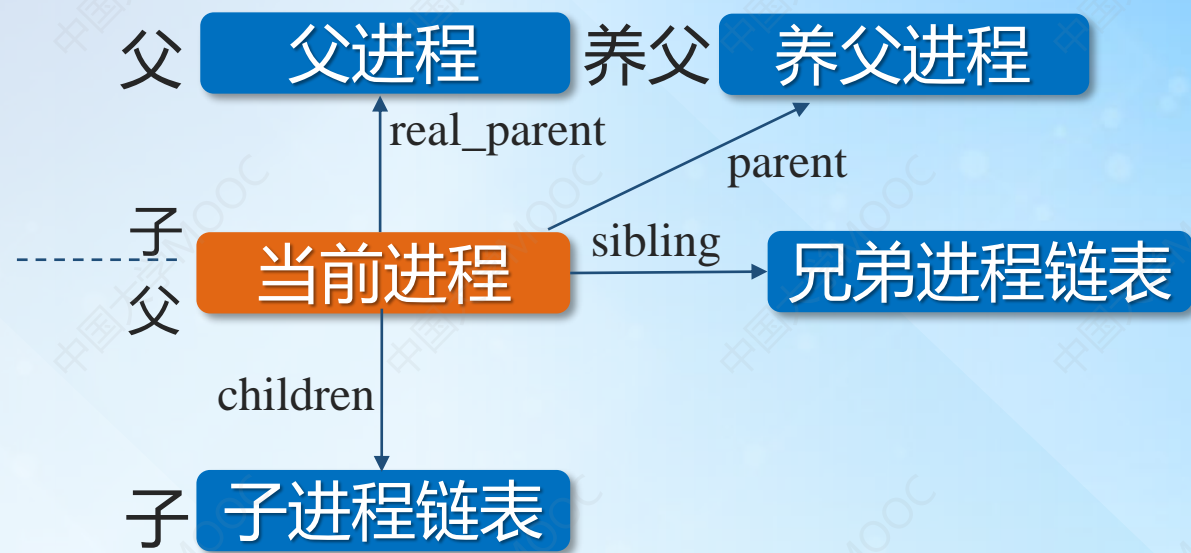 父 父进程 养父 养父进程
real_parent
parent
子
当前进程
sibling
兄弟进程链表
父
children
子 子进程链表